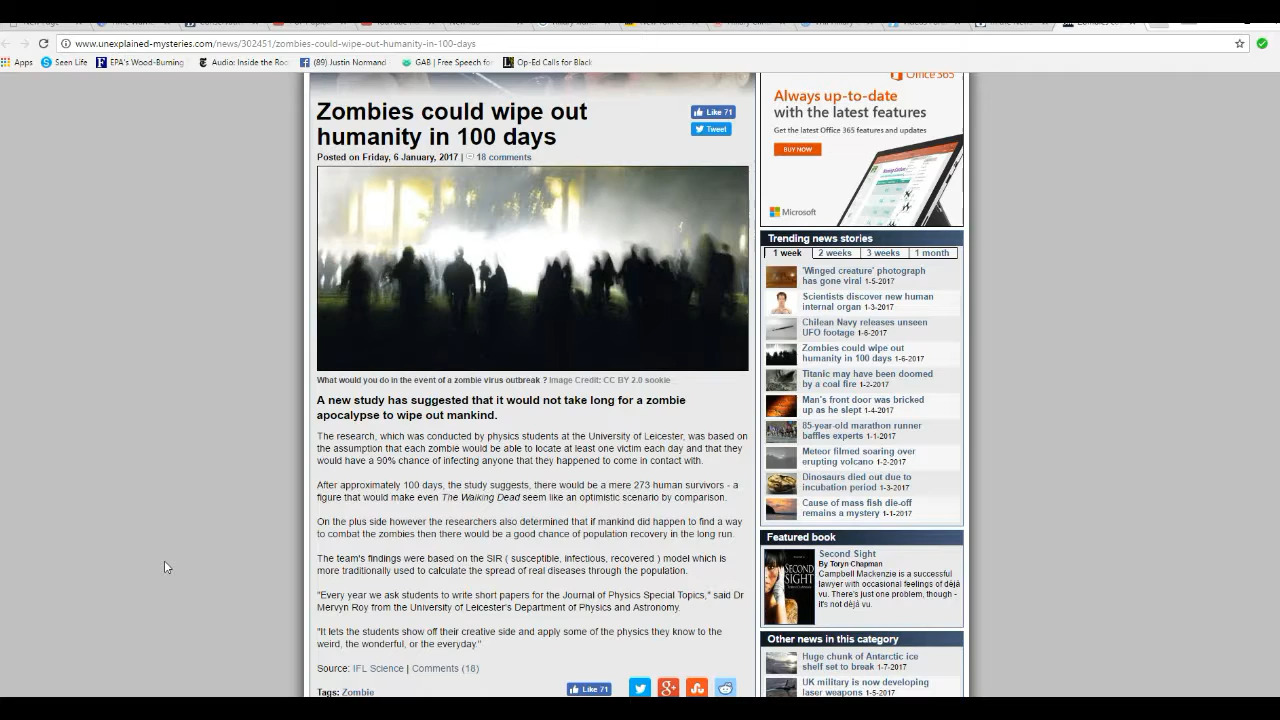 www.unexplained-mysteries.com/news/302451/zombies-could-wipe-out-humanity-in-100-days
Apps
Seen Life
EPA's Wood-Burning
Audio: Inside the Roo
(89) Justin Normand
GAB | Free Speech fo
Op-Ed Calls for Black
Zombies could wipe out
humanity in 100 days
Like 71
Tweet
Posted on Friday, 6 January, 2017 | 18 comments
What would you do in the event of a zombie virus outbreak ? Image Credit: CC BY 2.0 sookie
A new study has suggested that it would not take long for a zombie
apocalypse to wipe out mankind.
The research, which was conducted by physics students at the University of Leicester, was based on
the assumption that each zombie would be able to locate at least one victim each day and that they
would have a 90% chance of infecting anyone that they happened to come in contact with.
After approximately 100 days, the study suggests, there would be a mere 273 human survivors - a
figure that would make even The Walking Dead seem like an optimistic scenario by comparison.
On the plus side however the researchers also determined that if mankind did happen to find a way
to combat the zombies then there would be a good chance of population recovery in the long run.
The team's findings were based on the SIR ( susceptible, infectious, recovered ) model which is
more traditionally used to calculate the spread of real diseases through the population.
"Every year we ask students to write short papers for the Journal of Physics Special Topics," said Dr
Mervyn Roy from the University of Leicester's Department of Physics and Astronomy.
"It lets the students show off their creative side and apply some of the physics they know to the
weird, the wonderful, or the everyday."
Source: IFL Science | Comments (18)
Tags: Zombie
Like 71
Office 365
Always up-to-date
with the latest features
Get the latest Office 365 features and updates
BUY NOW
Microsoft
Trending news stories
1 week
2 weeks
3 weeks
1 month
'Winged creature' photograph
has gone viral 1-5-2017
Scientists discover new human
internal organ 1-3-2017
Chilean Navy releases unseen
UFO footage 1-6-2017
Zombies could wipe out
humanity in 100 days 1-6-2017
Titanic may have been doomed
by a coal fire 1-2-2017
Man's front door was bricked
up as he slept 1-4-2017
85-year-old marathon runner
baffles experts 1-1-2017
Meteor filmed soaring over
erupting volcano 1-2-2017
Dinosaurs died out due to
incubation period 1-3-2017
Cause of mass fish die-off
remains a mystery 1-1-2017
Featured book
SECOND
SIGHT
Second Sight
By Toryn Chapman
Campbell Mackenzie is a successful
lawyer with occasional feelings of déjà
vu. There's just one problem, though -
it's not déjà vu.
Other news in this category
Huge chunk of Antarctic ice
shelf set to break 1-7-2017
UK military is now developing
laser weapons 1-5-2017